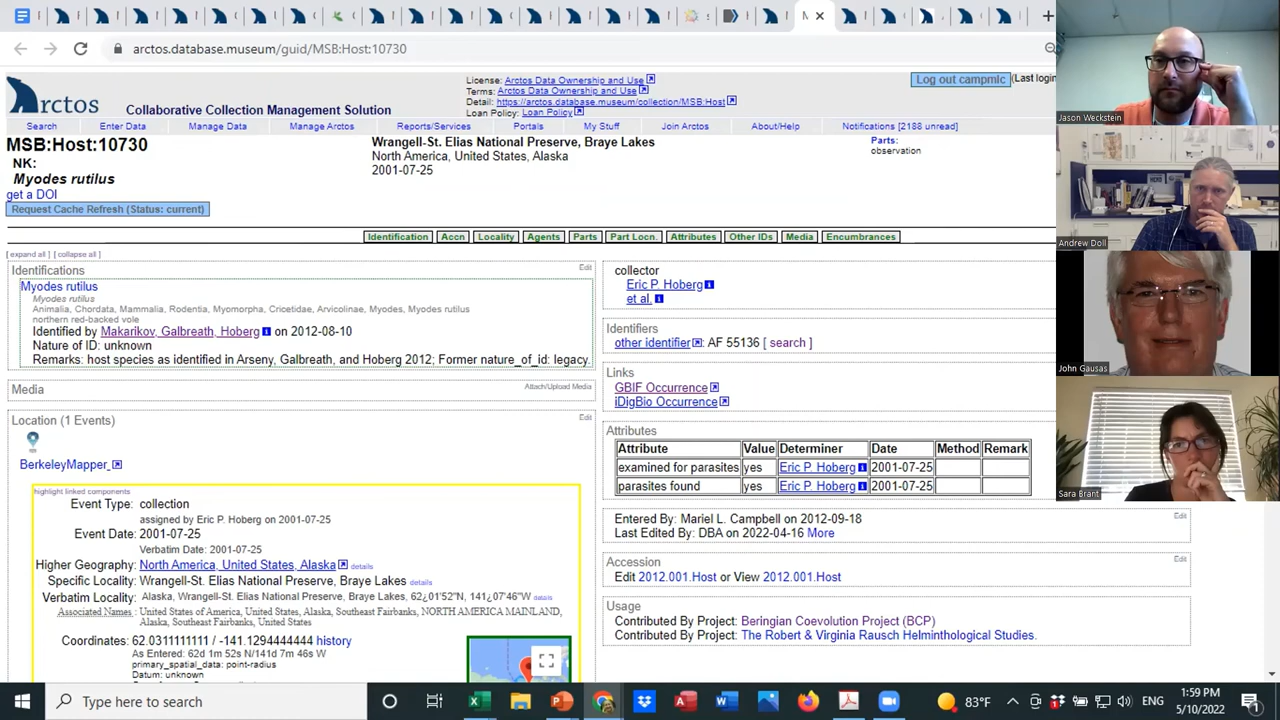 arctos.database.museum/guid/MSB:Host:10730
Arctos
Collaborative Collection Management Solution
License: Arctos Data Ownership and Use
Terms: Arctos Data Ownership and Use
Detail: https://arctos.database.museum/collection/MSB:Host
Loan Policy: Loan Policy
Log out campmlc
(Last login
Search Enter Data Manage Data Manage Arctos Reports/Services Portals My Stuff Join Arctos About/Help Notifications [2188 unread]
MSB:Host:10730
NK:
Myodes rutilus
get a DOI
Request Cache Refresh (Status: current)
Wrangell-St. Elias National Preserve, Braye Lakes
North America, United States, Alaska
2001-07-25
Parts:
observation
Identification Accn Locality Agents Parts Part Locn. Attributes Other IDs Media Encumbrances
[ expand all ] [ collapse all ]
Identifications Edit
Myodes rutilus
Myodes rutilus
Animalia, Chordata, Mammalia, Rodentia, Myomorpha, Cricetidae, Arvicolinae, Myodes, Myodes rutilus
northern red-backed vole
Identified by Makarikov, Galbreath, Hoberg on 2012-08-10
Nature of ID: unknown
Remarks: host species as identified in Arseny, Galbreath, and Hoberg 2012; Former nature_of_id: legacy.
Media Attach/Upload Media
Location (1 Events) Edit
BerkeleyMapper
highlight linked components
Event Type: collection
assigned by Eric P. Hoberg on 2001-07-25
Event Date: 2001-07-25
Verbatim Date: 2001-07-25
Higher Geography: North America, United States, Alaska details
Specific Locality: Wrangell-St. Elias National Preserve, Braye Lakes details
Verbatim Locality: Alaska, Wrangell-St. Elias National Preserve, Braye Lakes, 62¿01'52"N, 141¿07'46"W details
Associated Names : United States of America, United States, Alaska, Southeast Fairbanks, NORTH AMERICA MAINLAND,
Alaska, Southeast Fairbanks, United States
Coordinates: 62.0311111111 / -141.1294444444 history
As Entered: 62d 1m 52s N/141d 7m 46s W
primary_spatial_data: point-radius
Datum: unknown
collector
Eric P. Hoberg
et al.
Identifiers
other identifier: AF 55136 [ search ]
Links
GBIF Occurrence
iDigBio Occurrence
Attributes
Attribute Value Determiner Date Method Remark
examined for parasites yes Eric P. Hoberg 2001-07-25
parasites found yes Eric P. Hoberg 2001-07-25
Entered By: Mariel L. Campbell on 2012-09-18 Edit
Last Edited By: DBA on 2022-04-16 More
Accession Edit
Edit 2012.001.Host or View 2012.001.Host
Usage
Contributed By Project: Beringian Coevolution Project (BCP)
Contributed By Project: The Robert & Virginia Rausch Helminthological Studies.
Jason Weckstein
Andrew Doll
John Gausas
Sara Brant
Type here to search
83°F
ENG
1:59 PM
5/10/2022